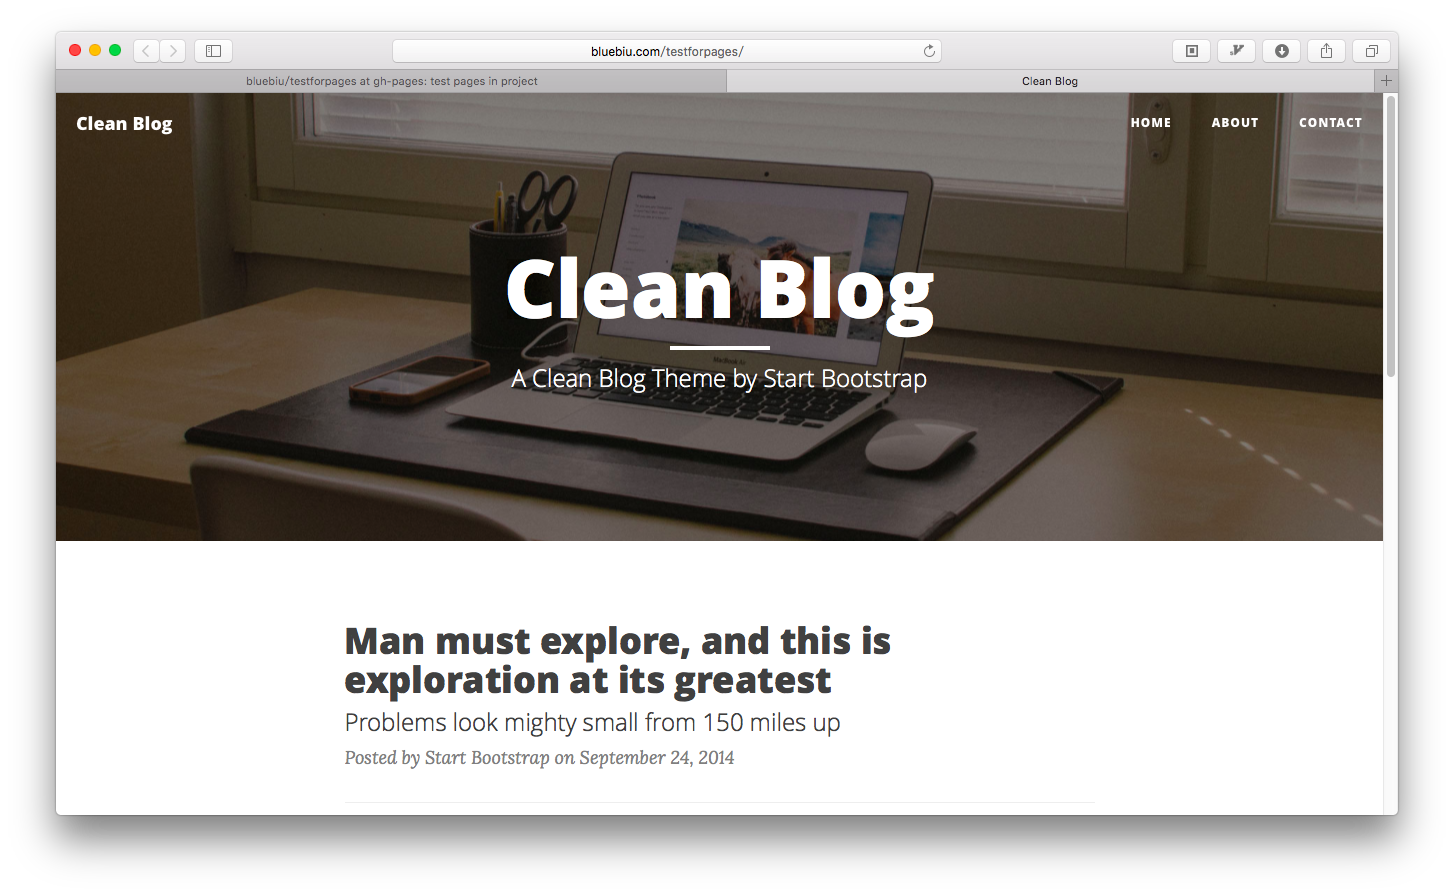 bluebiu.com/testforpages/
bluebiu/testforpages at gh-pages: test pages in project
Clean Blog
Clean Blog
HOME
ABOUT
CONTACT
Clean Blog
A Clean Blog Theme by Start Bootstrap
Man must explore, and this is
exploration at its greatest
Problems look mighty small from 150 miles up
Posted by Start Bootstrap on September 24, 2014